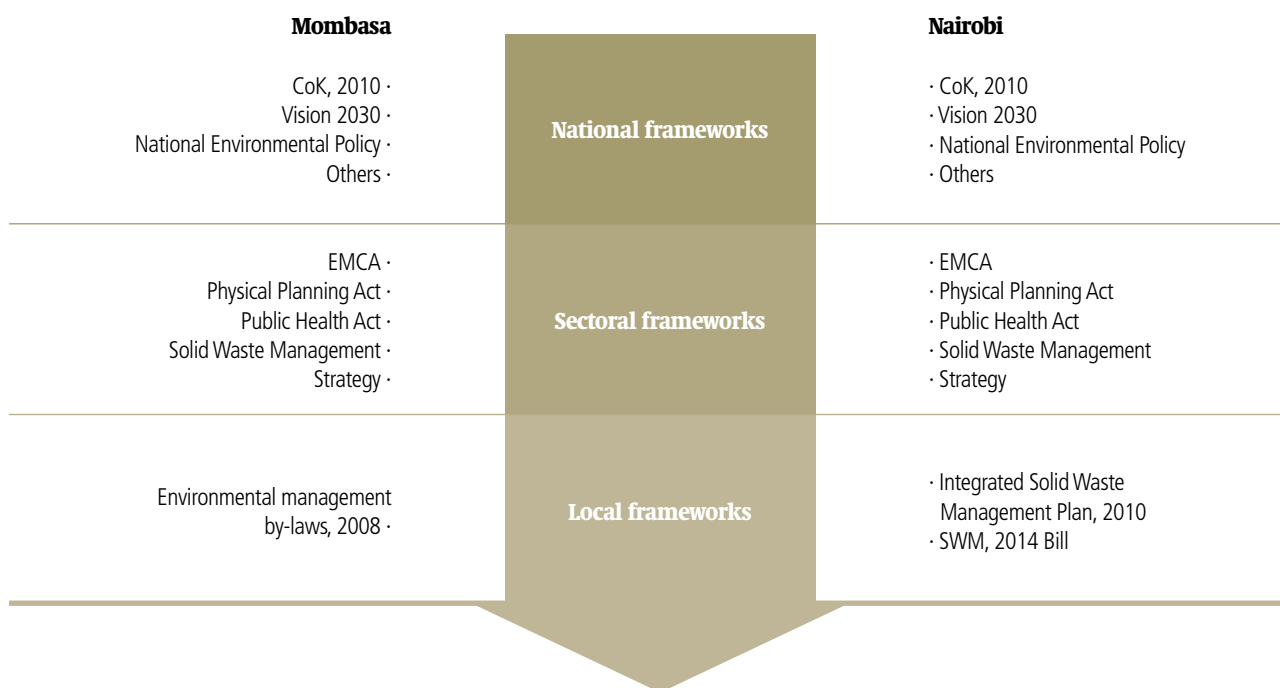 Mombasa
Nairobi
CoK, 2010 ·
Vision 2030 ·
National Environmental Policy ·
Others ·
National frameworks
· CoK, 2010
· Vision 2030
· National Environmental Policy
· Others
EMCA ·
Physical Planning Act ·
Public Health Act ·
Solid Waste Management ·
Strategy ·
Sectoral frameworks
· EMCA
· Physical Planning Act
· Public Health Act
· Solid Waste Management
· Strategy
Environmental management
by-laws, 2008 ·
Local frameworks
· Integrated Solid Waste
Management Plan, 2010
· SWM, 2014 Bill